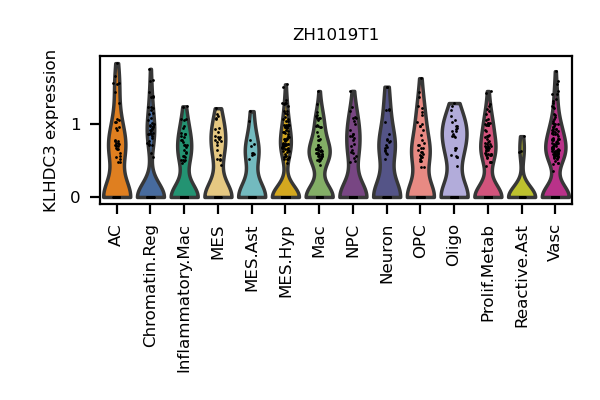 ZH1019T1
KLHDC3 expression
1
0
AC
Chromatin.Reg
Inflammatory.Mac
MES
MES.Ast
MES.Hyp
Mac
NPC
Neuron
OPC
Oligo
Prolif.Metab
Reactive.Ast
Vasc